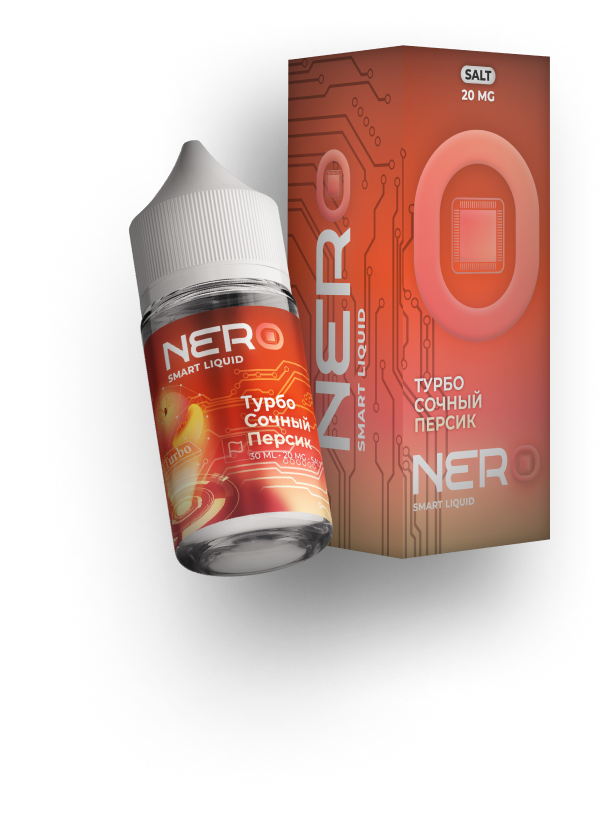 SALT
20 MG
NERO
SMART LIQUID
ТУРБО
СОЧНЫЙ
ПЕРСИК
NERO
SMART LIQUID
NERO
SMART LIQUID
Turbo
Турбо
Сочный
Персик
30 ML • 20 MG • SALT